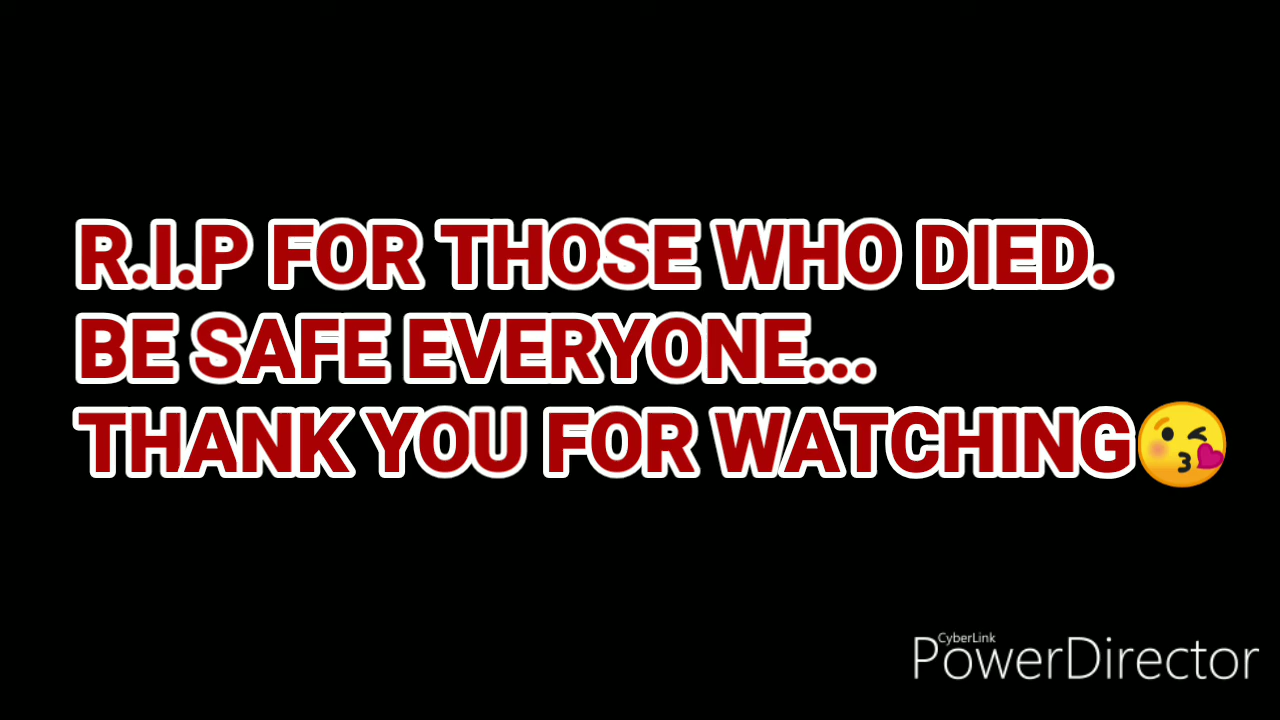 R.I.P FOR THOSE WHO DIED.
BE SAFE EVERYONE...
THANK YOU FOR WATCHING😘
CyberLink
PowerDirector